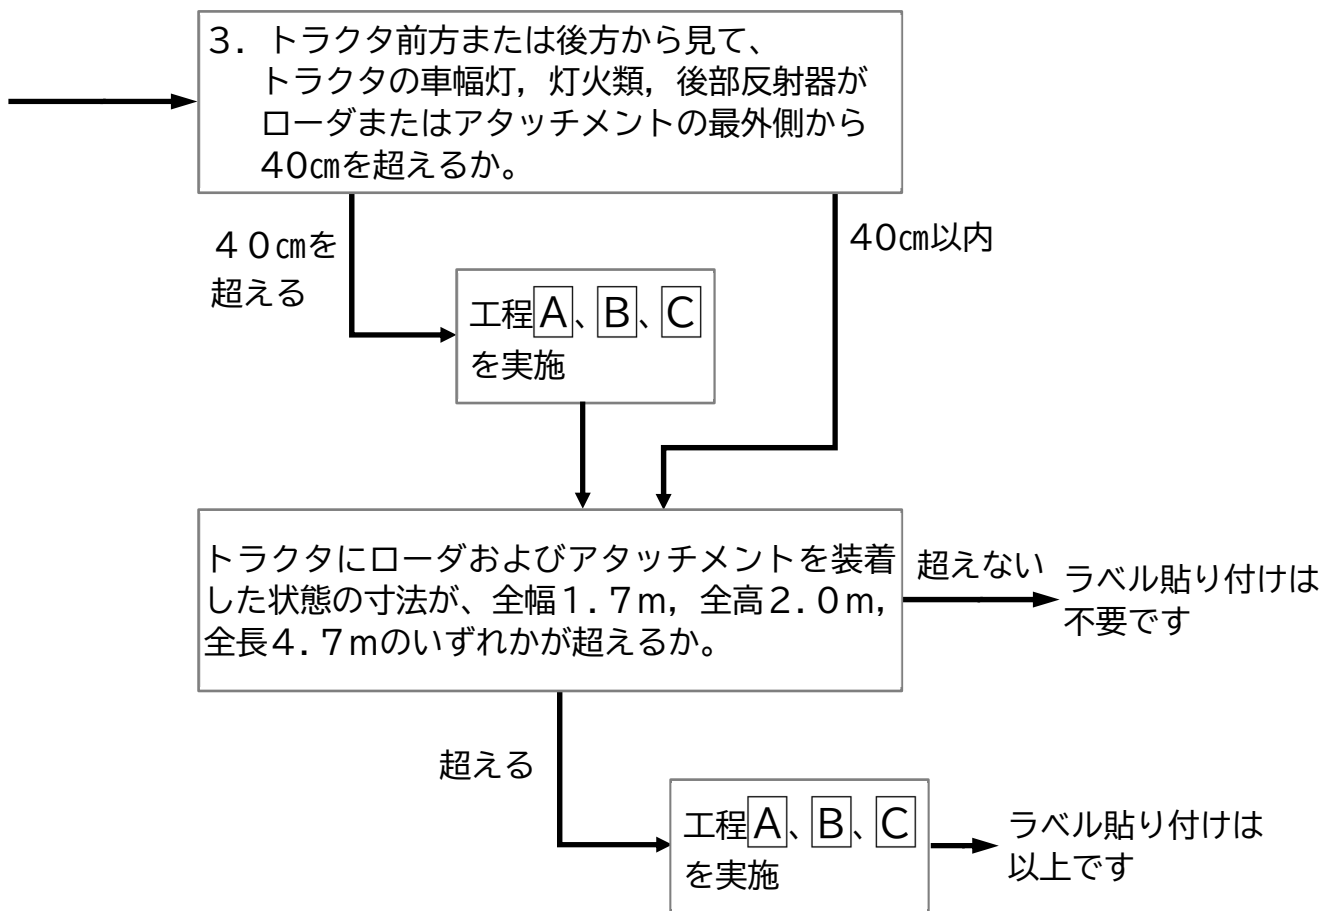 3．トラクタ前方または後方から見て、
トラクタの車幅灯，灯火類，後部反射器が
ローダまたはアタッチメントの最外側から
40㎝を超えるか。
４０㎝を
超える
40㎝以内
工程A、B、C
を実施
トラクタにローダおよびアタッチメントを装着
した状態の寸法が、全幅１．７ｍ，全高２．０ｍ，
全長４．７ｍのいずれかが超えるか。
超えない
ラベル貼り付けは
不要です
超える
工程A、B、C
を実施
ラベル貼り付けは
以上です